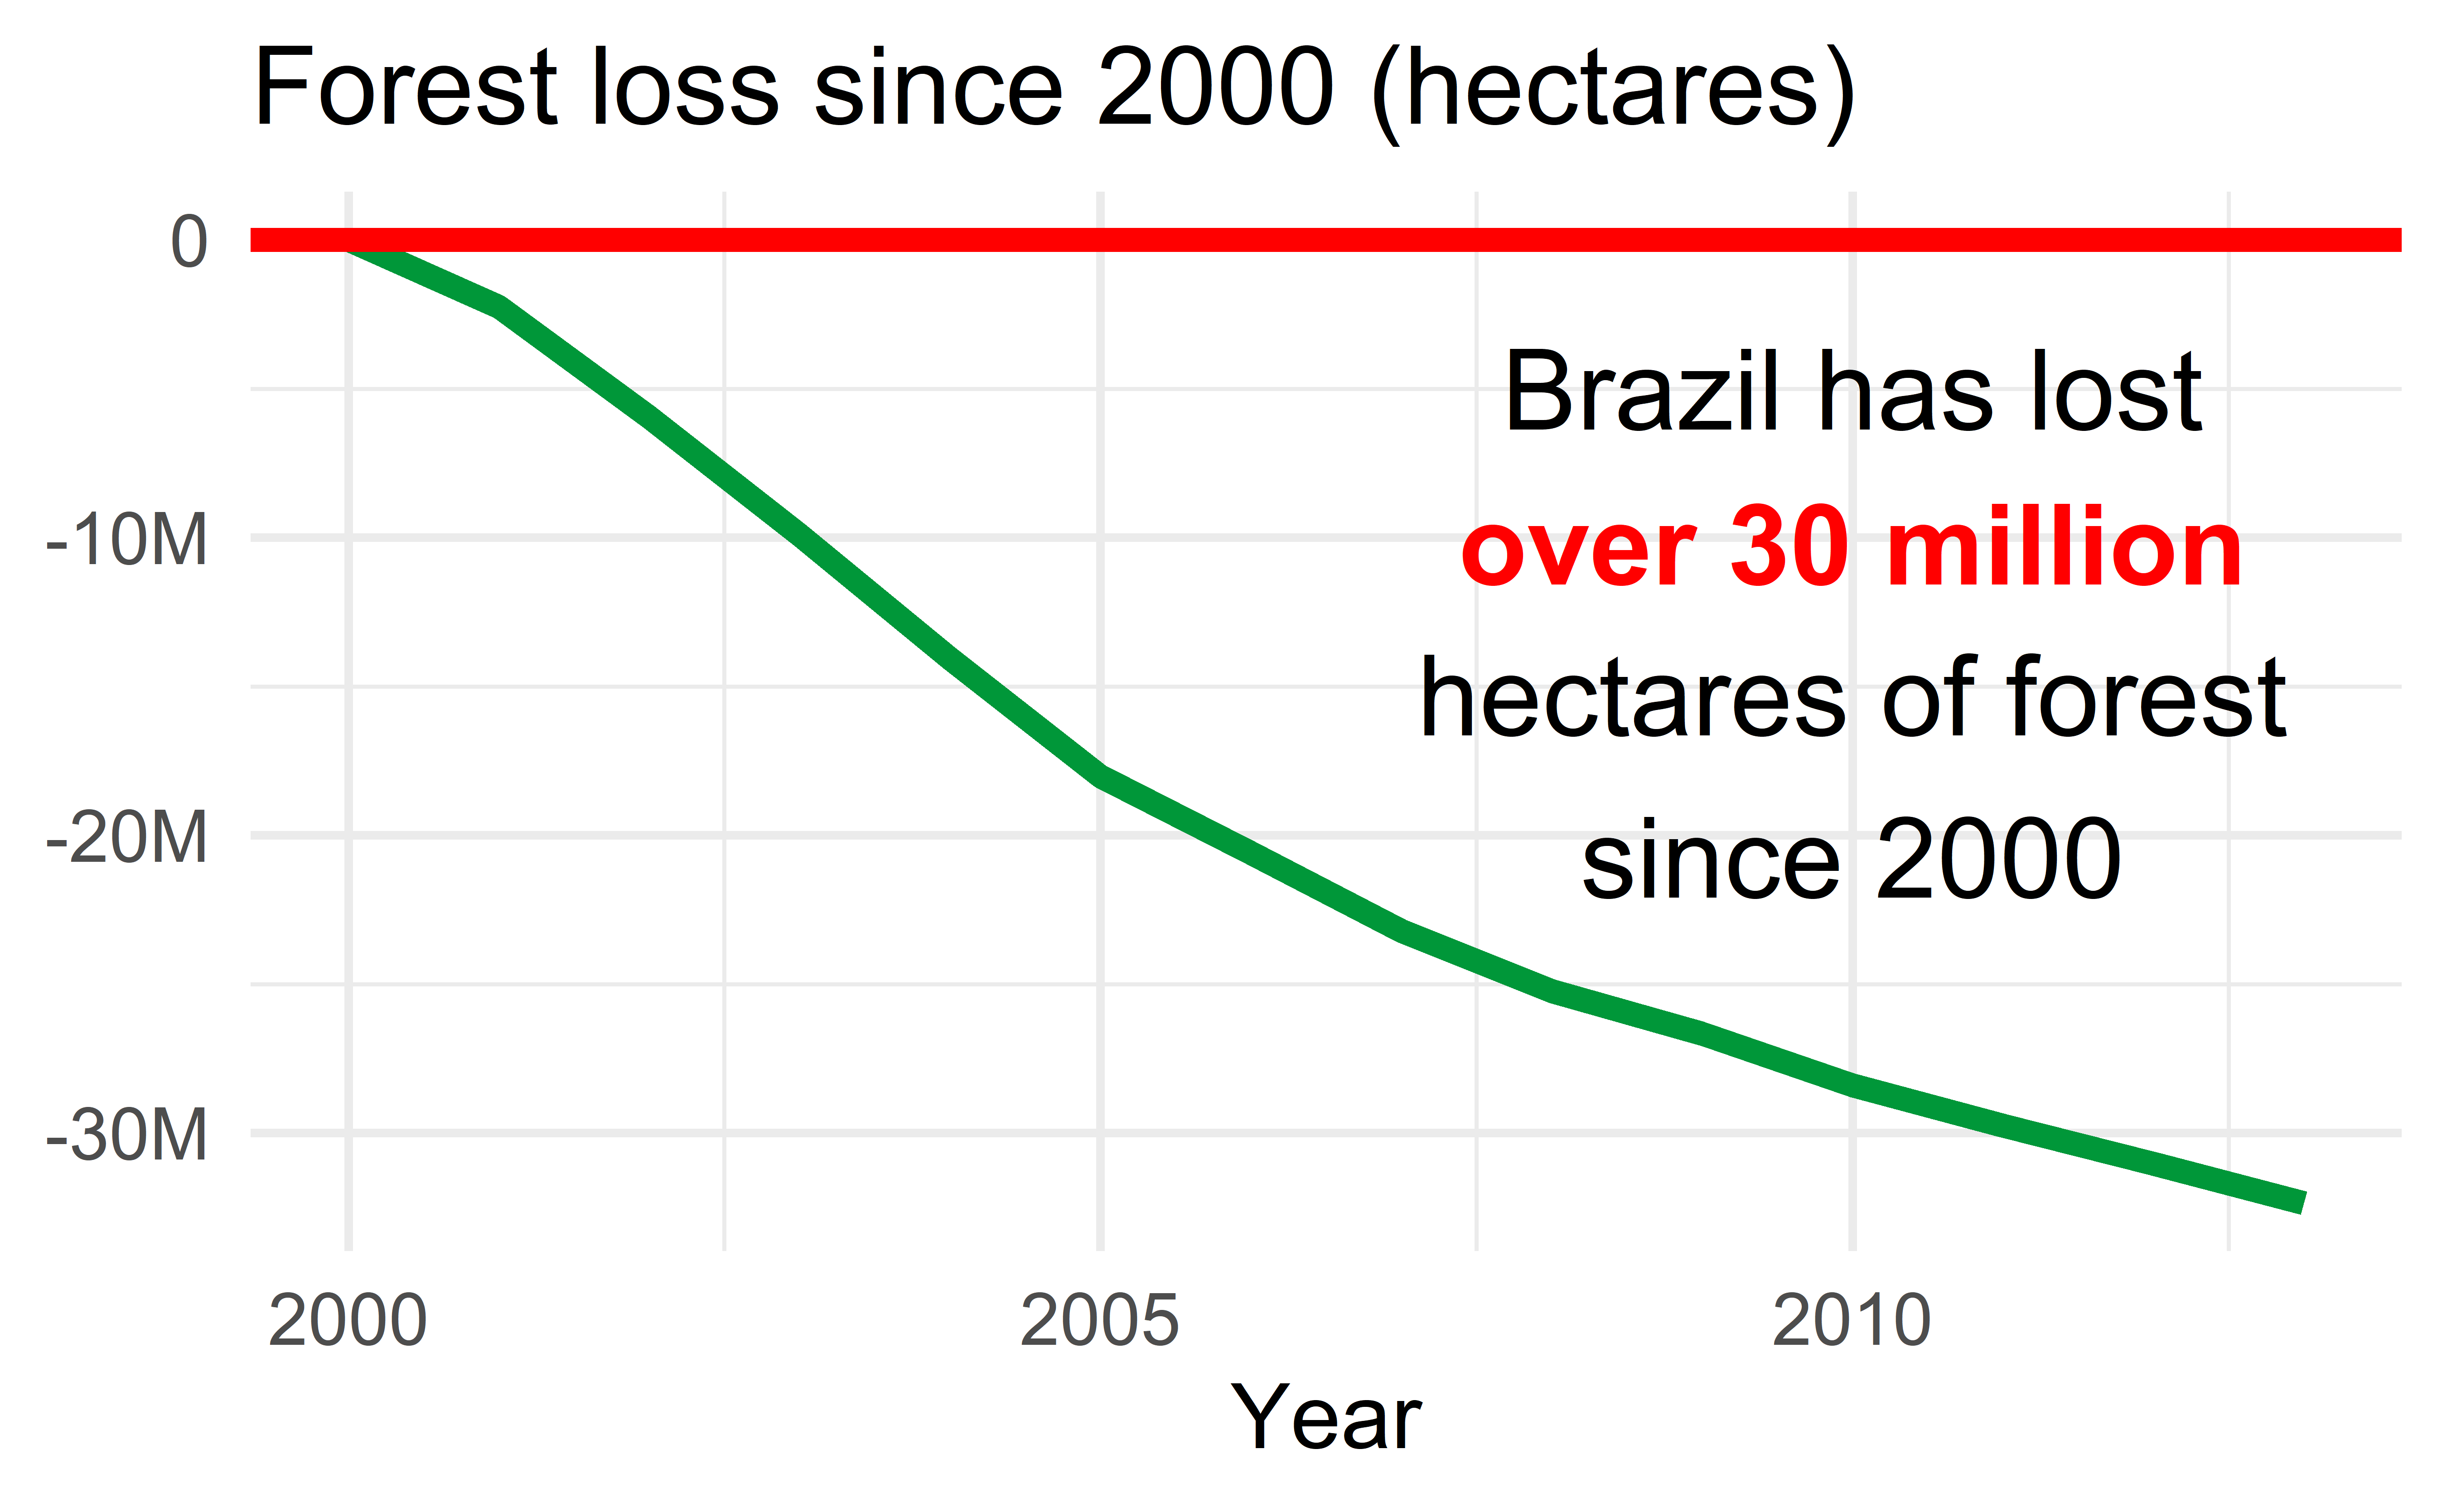 Forest loss since 2000 (hectares)
0
Brazil has lost
-10M
over 30 million
hectares of forest
-20M
since 2000
-30M
2000 2005 2010
Year